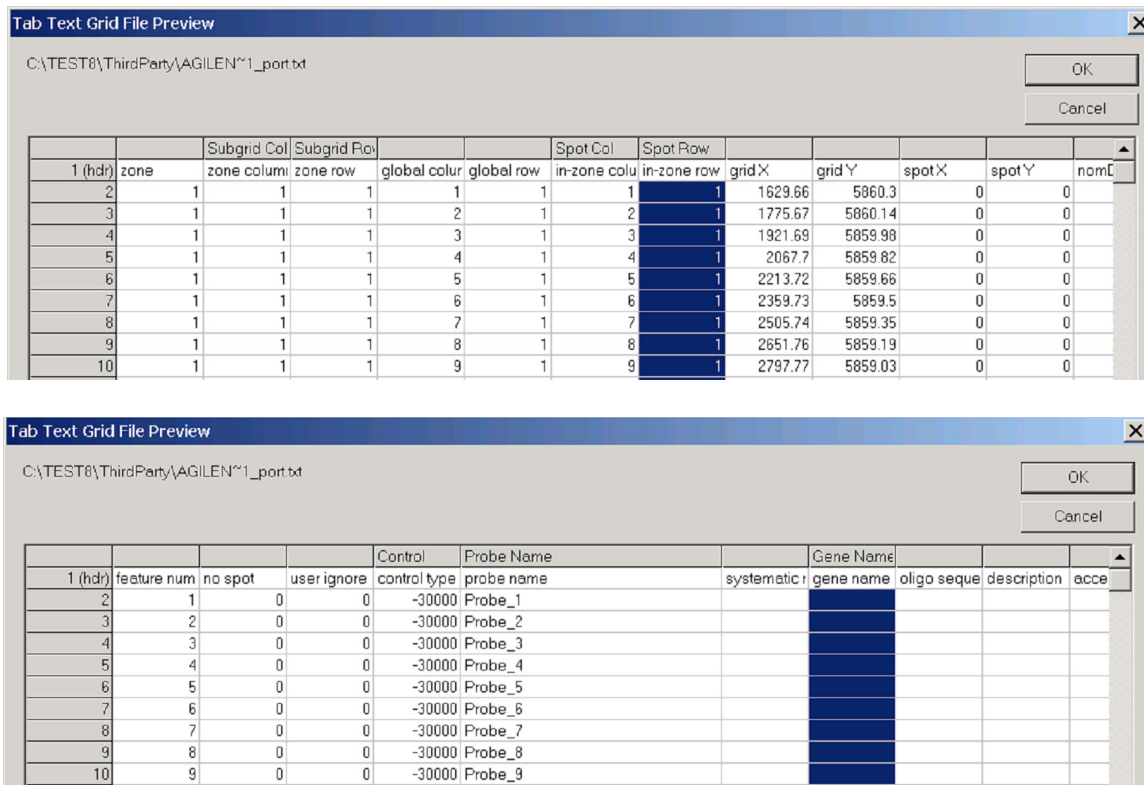 Tab Text Grid File Preview
C:\TEST8\ThirdParty\AGILEN~1_port.txt
OK
Cancel
Subgrid Col Subgrid Rov Spot Col Spot Row
1 (hdr) zone zone colum zone row global colur global row in-zone colu in-zone row grid X grid Y spot X spot Y nomD
2 1 1 1 1 1 1 1 1629.66 5860.3 0 0
3 1 1 1 2 1 2 1 1775.67 5860.14 0 0
4 1 1 1 3 1 3 1 1921.69 5859.98 0 0
5 1 1 1 4 1 4 1 2067.7 5859.82 0 0
6 1 1 1 5 1 5 1 2213.72 5859.66 0 0
7 1 1 1 6 1 6 1 2359.73 5859.5 0 0
8 1 1 1 7 1 7 1 2505.74 5859.35 0 0
9 1 1 1 8 1 8 1 2651.76 5859.19 0 0
10 1 1 1 9 1 9 1 2797.77 5859.03 0 0
Tab Text Grid File Preview
C:\TEST8\ThirdParty\AGILEN~1_port.txt
OK
Cancel
Control Probe Name Gene Name
1 (hdr) feature num no spot user ignore control type probe name systematic r gene name oligo seque description acce
2 1 0 0 -30000 Probe_1
3 2 0 0 -30000 Probe_2
4 3 0 0 -30000 Probe_3
5 4 0 0 -30000 Probe_4
6 5 0 0 -30000 Probe_5
7 6 0 0 -30000 Probe_6
8 7 0 0 -30000 Probe_7
9 8 0 0 -30000 Probe_8
10 9 0 0 -30000 Probe_9